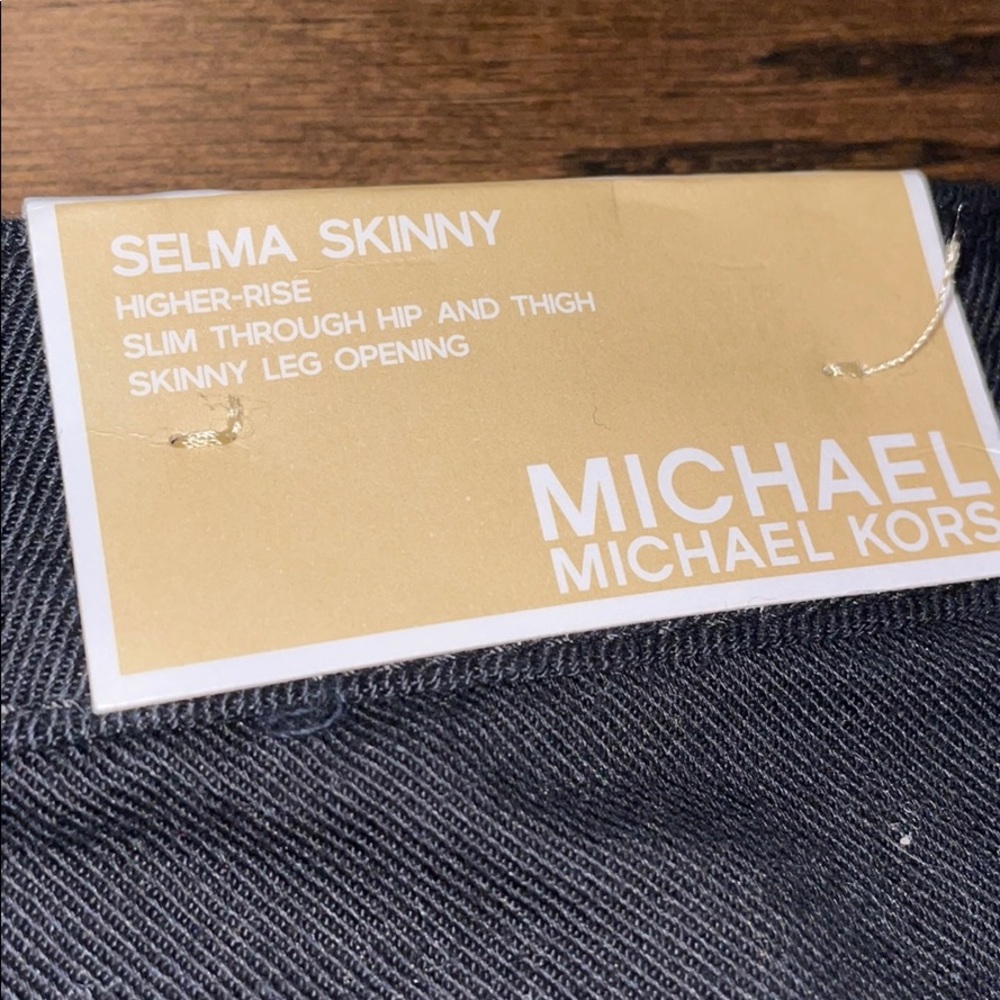 SELMA SKINNY
HIGHER-RISE
SLIM THROUGH HIP AND THIGH
SKINNY LEG OPENING
MICHAEL
MICHAEL KORS